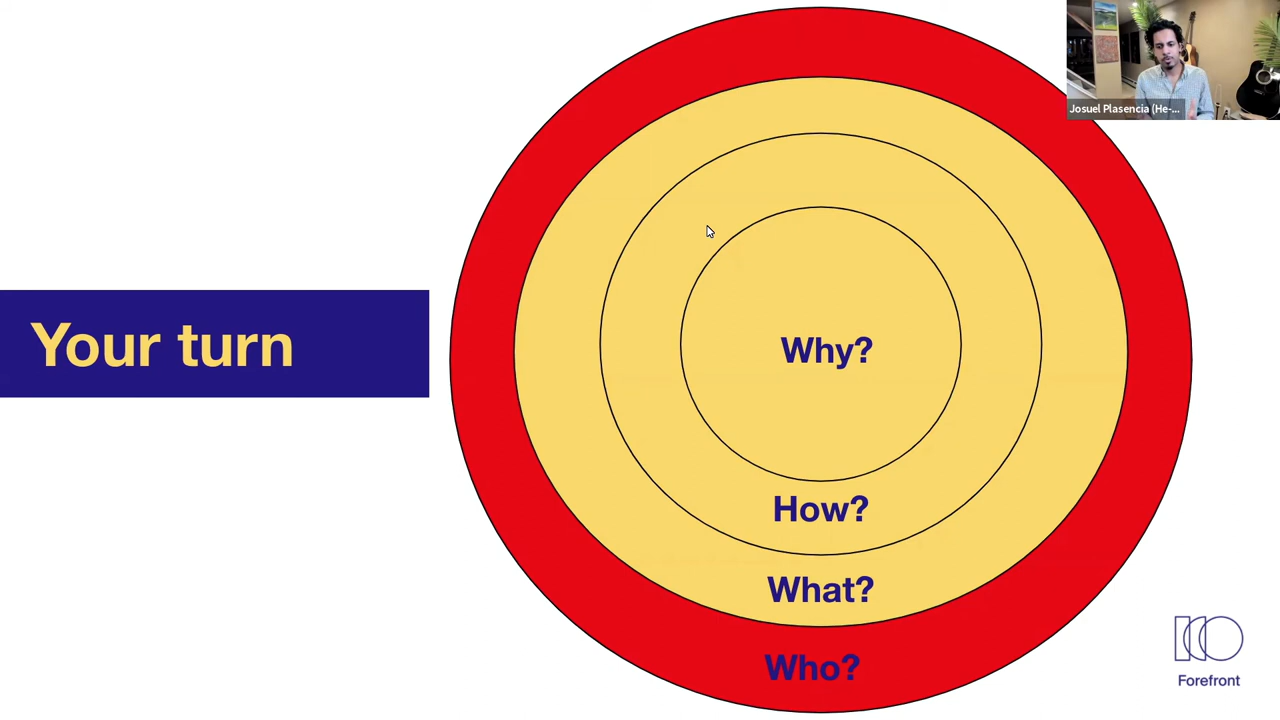 Josuel Plasencia (He-...
Your turn
Why?
How?
What?
Who?
Forefront